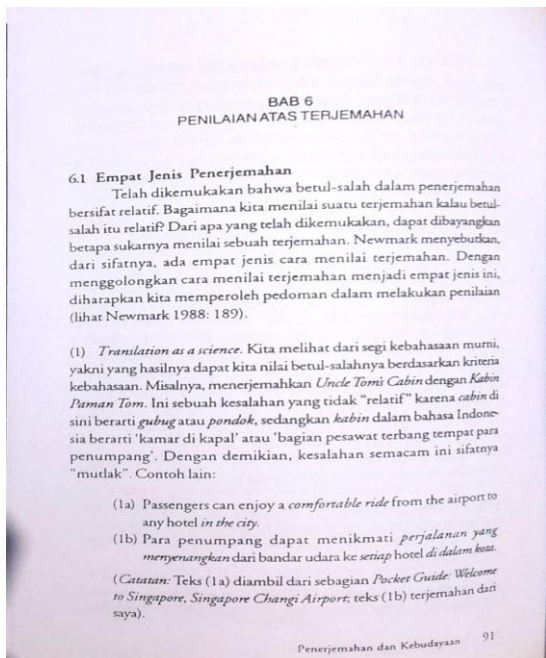 BAB 6
PENILAIAN ATAS TERJEMAHAN
6.1 Empat Jenis Penerjemahan
Telah dikemukakan bahwa betul-salah dalam penerjemahan
bersifat relatif. Bagaimana kita menilai suatu terjemahan kalau betul-
salah itu relatif? Dari apa yang telah dikemukakan, dapat dibayangkan
betapa sukarnya menilai sebuah terjemahan. Newmark menyebutkan,
dari sifatnya, ada empat jenis cara menilai terjemahan. Dengan
menggolongkan cara menilai terjemahan menjadi empat jenis ini,
diharapkan kita memperoleh pedoman dalam melakukan penilaian
(lihat Newmark 1988: 189).
(1) Translation as a science. Kita melihat dari segi kebahasaan murni,
yakni yang hasilnya dapat kita nilai betul-salahnya berdasarkan kriteria
kebahasaan. Misalnya, menerjemahkan Uncle Tom's Cabin dengan Kabin
Paman Tom. Ini sebuah kesalahan yang tidak "relatif" karena cabin di
sini berarti gubug atau pondok, sedangkan kabin dalam bahasa Indone-
sia berarti 'kamar di kapal' atau 'bagian pesawat terbang tempat para
penumpang'. Dengan demikian, kesalahan semacam ini sifatnya
"mutlak". Contoh lain:
(1a) Passengers can enjoy a comfortable ride from the airport to
any hotel in the city.
(1b) Para penumpang dapat menikmati perjalanan yang
menyenangkan dari bandar udara ke setiap hotel di dalam kota.
(Catatan: Teks (1a) diambil dari sebagian Pocket Guide: Welcome
to Singapore, Singapore Changi Airport; teks (1b) terjemahan dari
saya).
Penerjemahan dan Kebudayaan 91